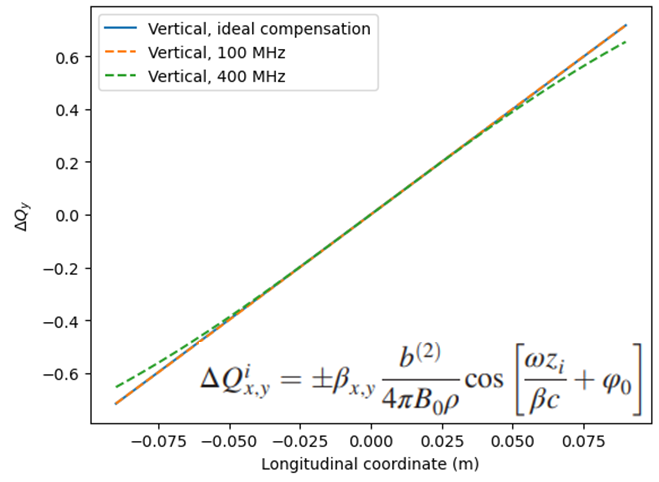 Vertical, ideal compensation
Vertical, 100 MHz
Vertical, 400 MHz
0.6
0.4
0.2
0.0
−0.2
−0.4
−0.6
ΔQy
ΔQ^i_{x,y} = ±β_{x,y} b^{(2)} / 4πB_0ρ cos [ωz_i / βc + φ_0]
−0.075 −0.050 −0.025 0.000 0.025 0.050 0.075
Longitudinal coordinate (m)